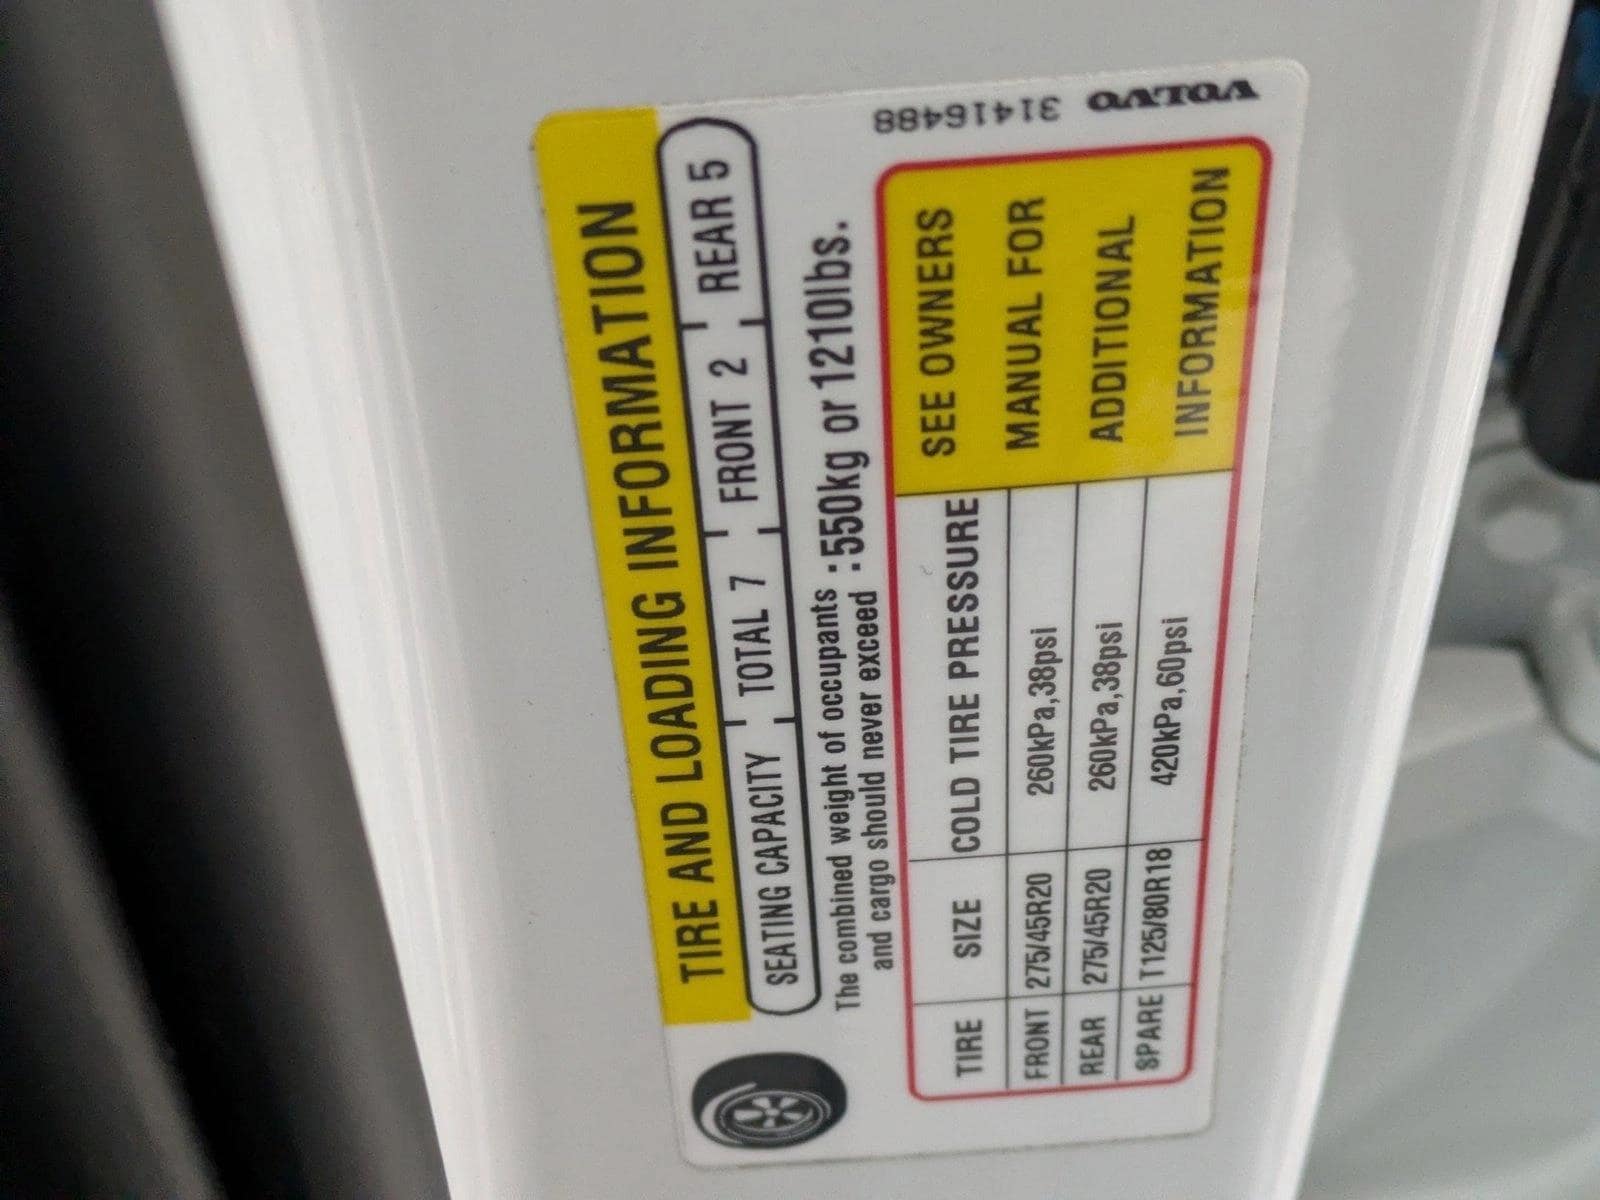 TIRE AND LOADING INFORMATION
SEATING CAPACITY TOTAL 7 FRONT 2 REAR 5
The combined weight of occupants and cargo should never exceed :550kg or 1210lbs.
TIRE SIZE COLD TIRE PRESSURE
FRONT 275/45R20 260kPa,38psi
REAR 275/45R20 260kPa,38psi
SPARE T125/80R18 420kPa,60psi
SEE OWNERS
MANUAL FOR
ADDITIONAL
INFORMATION
31416488 VOLVO